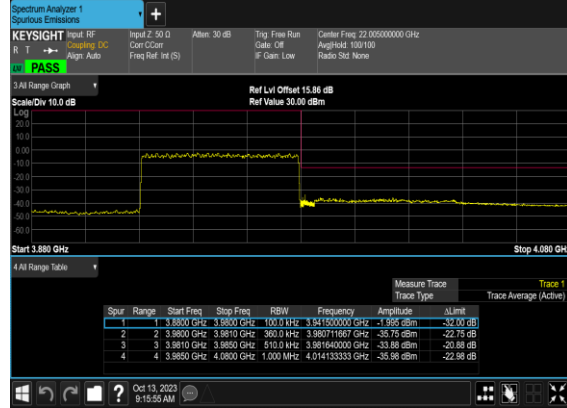 Spectrum Analyzer 1
Spurious Emissions
+
KEYSIGHT Input: RF Input Z: 50 Ω Atten: 30 dB Trig: Free Run Center Freq: 22.005000000 GHz
R T Coupling: DC Corr CCorr Gate: Off Avg|Hold: 100/100
Align: Auto Freq Ref: Int (S) IF Gain: Low Radio Std: None
PASS
3 All Range Graph Ref Lvl Offset 15.86 dB
Scale/Div 10.0 dB Ref Value 30.00 dBm
Log
20.0
10.0
0.00
-10.0
-20.0
-30.0
-40.0
-50.0
-60.0
Start 3.880 GHz Stop 4.080 GHz
4 All Range Table
Measure Trace Trace 1
Trace Type Trace Average (Active)
Spur Range Start Freq Stop Freq RBW Frequency Amplitude ΔLimit
1 1 3.8800 GHz 3.9800 GHz 100.0 kHz 3.941500000 GHz -1.995 dBm -32.00 dB
2 2 3.9800 GHz 3.9810 GHz 360.0 kHz 3.980711667 GHz -35.75 dBm -22.75 dB
3 3 3.9810 GHz 3.9850 GHz 510.0 kHz 3.981640000 GHz -33.88 dBm -20.88 dB
4 4 3.9850 GHz 4.0800 GHz 1.000 MHz 4.014133333 GHz -35.98 dBm -22.98 dB
? Oct 13, 2023
9:15:55 AM